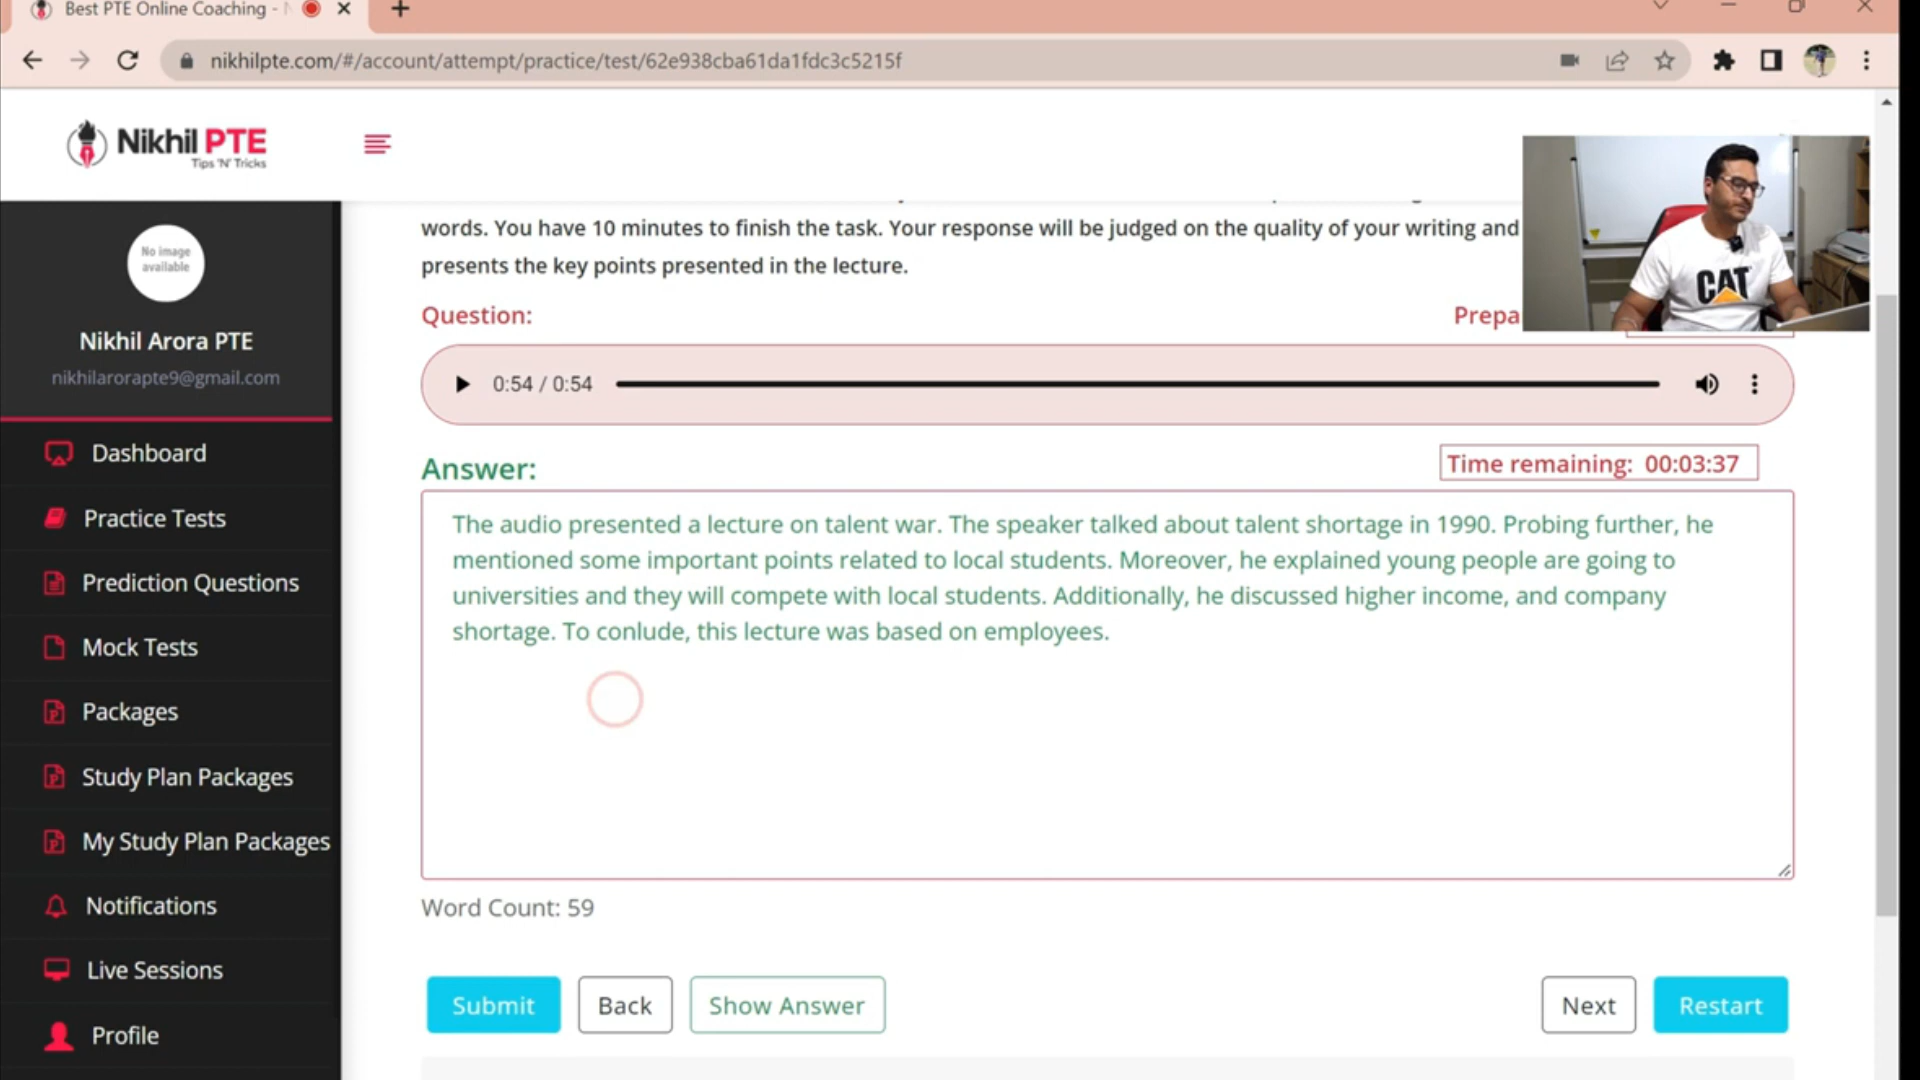 Best PTE Online Coaching -
nikhilpte.com/#/account/attempt/practice/test/62e938cba61da1fdc3c5215f
Nikhil PTE
Tips 'N' Tricks
CAT
words. You have 10 minutes to finish the task. Your response will be judged on the quality of your writing and
presents the key points presented in the lecture.
No image
available
Nikhil Arora PTE
nikhilarorapte9@gmail.com
Dashboard
Practice Tests
Prediction Questions
Mock Tests
Packages
Study Plan Packages
My Study Plan Packages
Notifications
Live Sessions
Profile
Question:
Prepa
0:54 / 0:54
Answer:
Time remaining: 00:03:37
The audio presented a lecture on talent war. The speaker talked about talent shortage in 1990. Probing further, he
mentioned some important points related to local students. Moreover, he explained young people are going to
universities and they will compete with local students. Additionally, he discussed higher income, and company
shortage. To conlude, this lecture was based on employees.
Word Count: 59
Submit
Back
Show Answer
Next
Restart